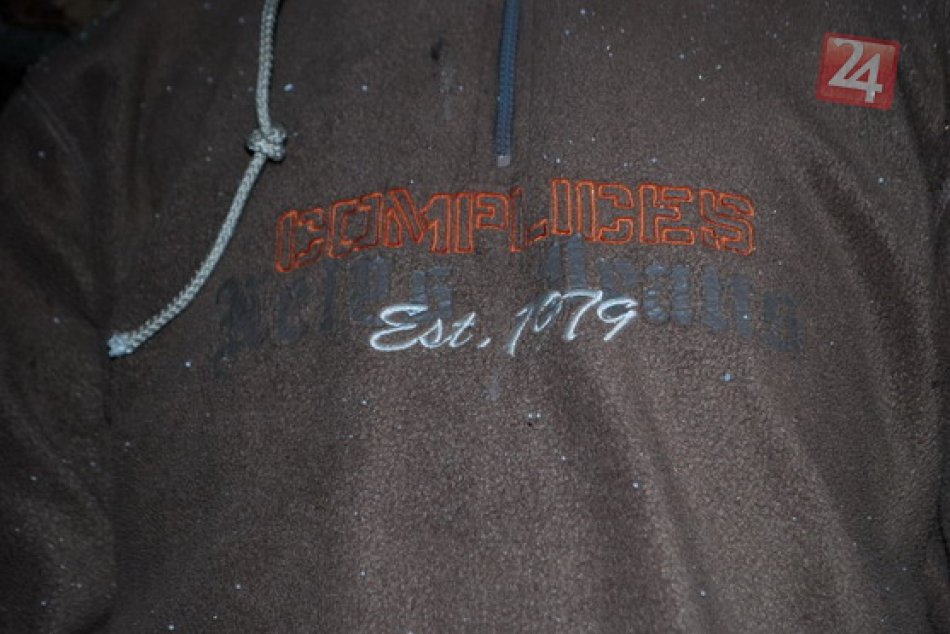 24
COMPLICES
Est. 1979